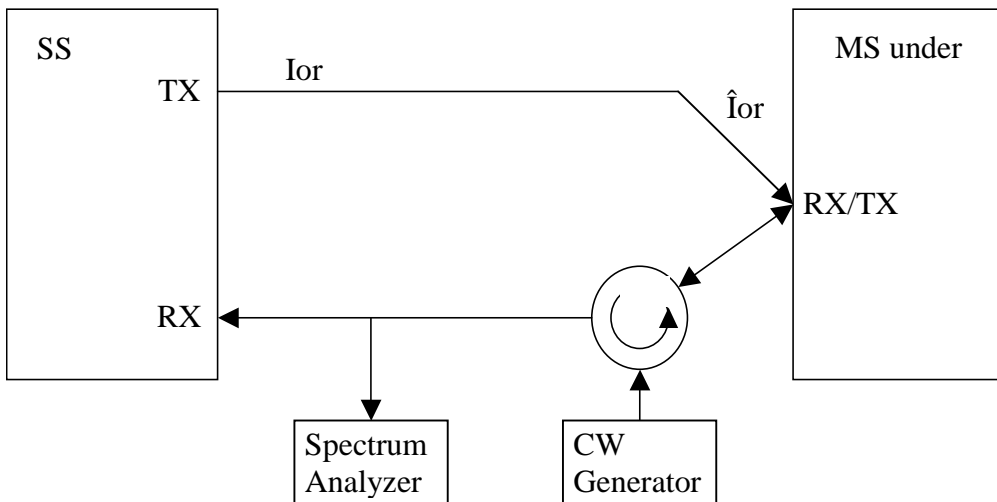 SS
MS under
TX
Ior
Îor
RX/TX
RX
Spectrum
Analyzer
CW
Generator